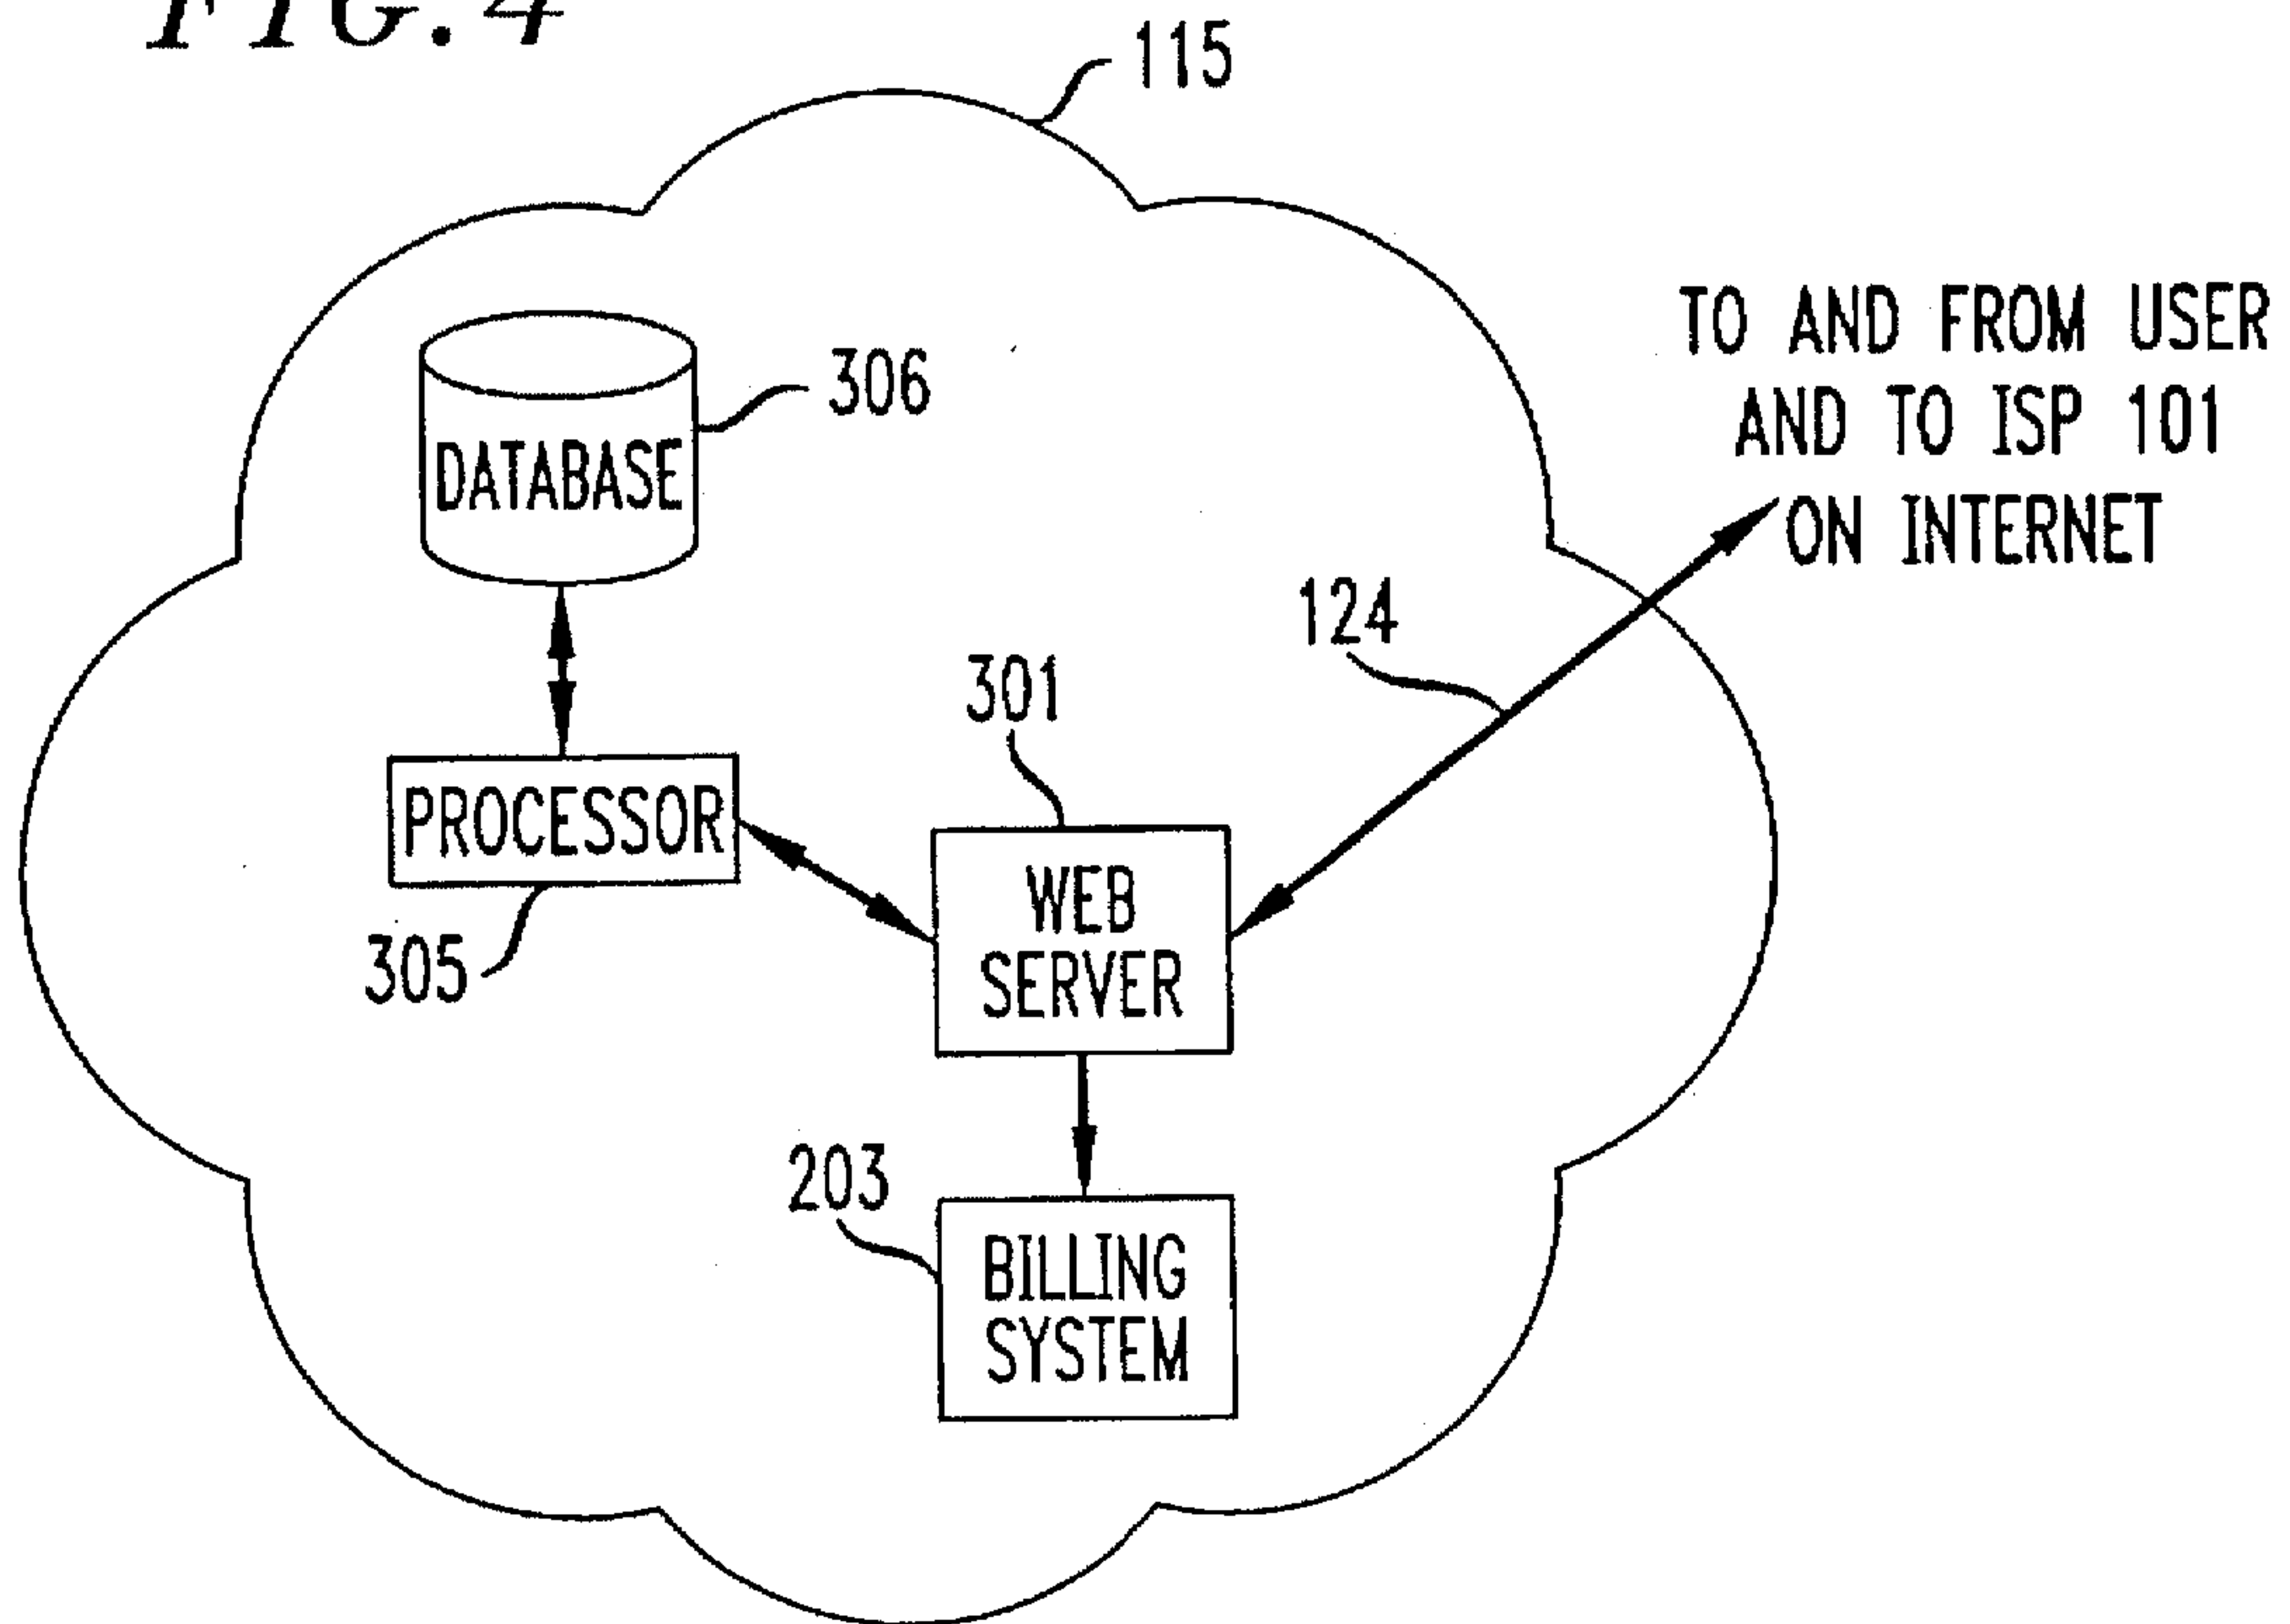 FIG. 4
115
TO AND FROM USER
AND TO ISP 101
ON INTERNET
306
DATABASE
124
301
PROCESSOR
WEB
SERVER
305
203
BILLING
SYSTEM